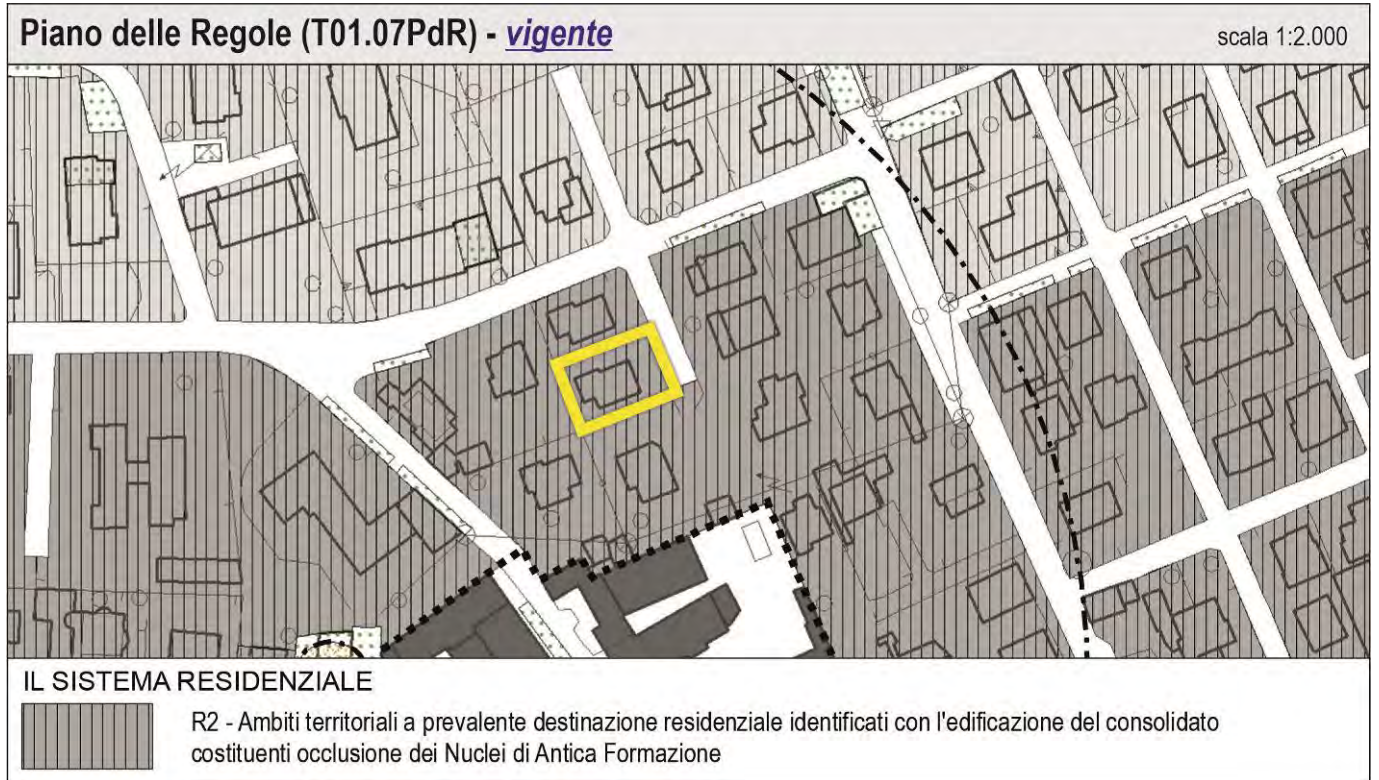 Piano delle Regole (T01.07PdR) - vigente
scala 1:2.000
IL SISTEMA RESIDENZIALE
R2 - Ambiti territoriali a prevalente destinazione residenziale identificati con l'edificazione del consolidato
costituenti occlusione dei Nuclei di Antica Formazione